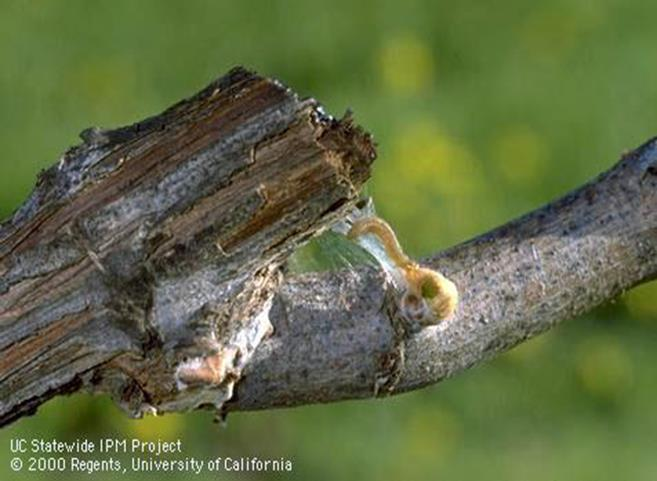 UC Statewide IPM Project
© 2000 Regents, University of California